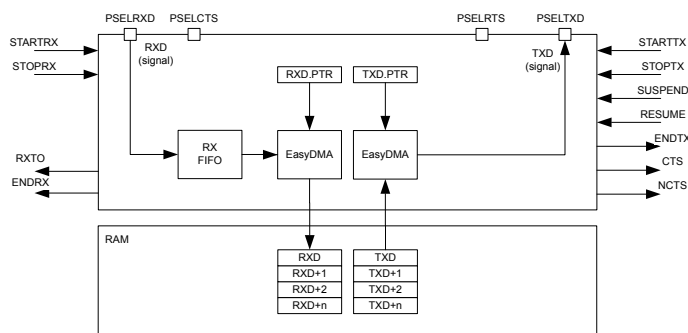 PSELRXD
PSELCTS
PSELRTS
PSELTXD
STARTRX
STOPRX
RXD
(signal)
TXD
(signal)
STARTTX
STOPTX
SUSPEND
RESUME
RXD.PTR
TXD.PTR
RX
FIFO
EasyDMA
EasyDMA
RXTO
ENDRX
ENDTX
CTS
NCTS
RAM
RXD
RXD+1
RXD+2
RXD+n
TXD
TXD+1
TXD+2
TXD+n